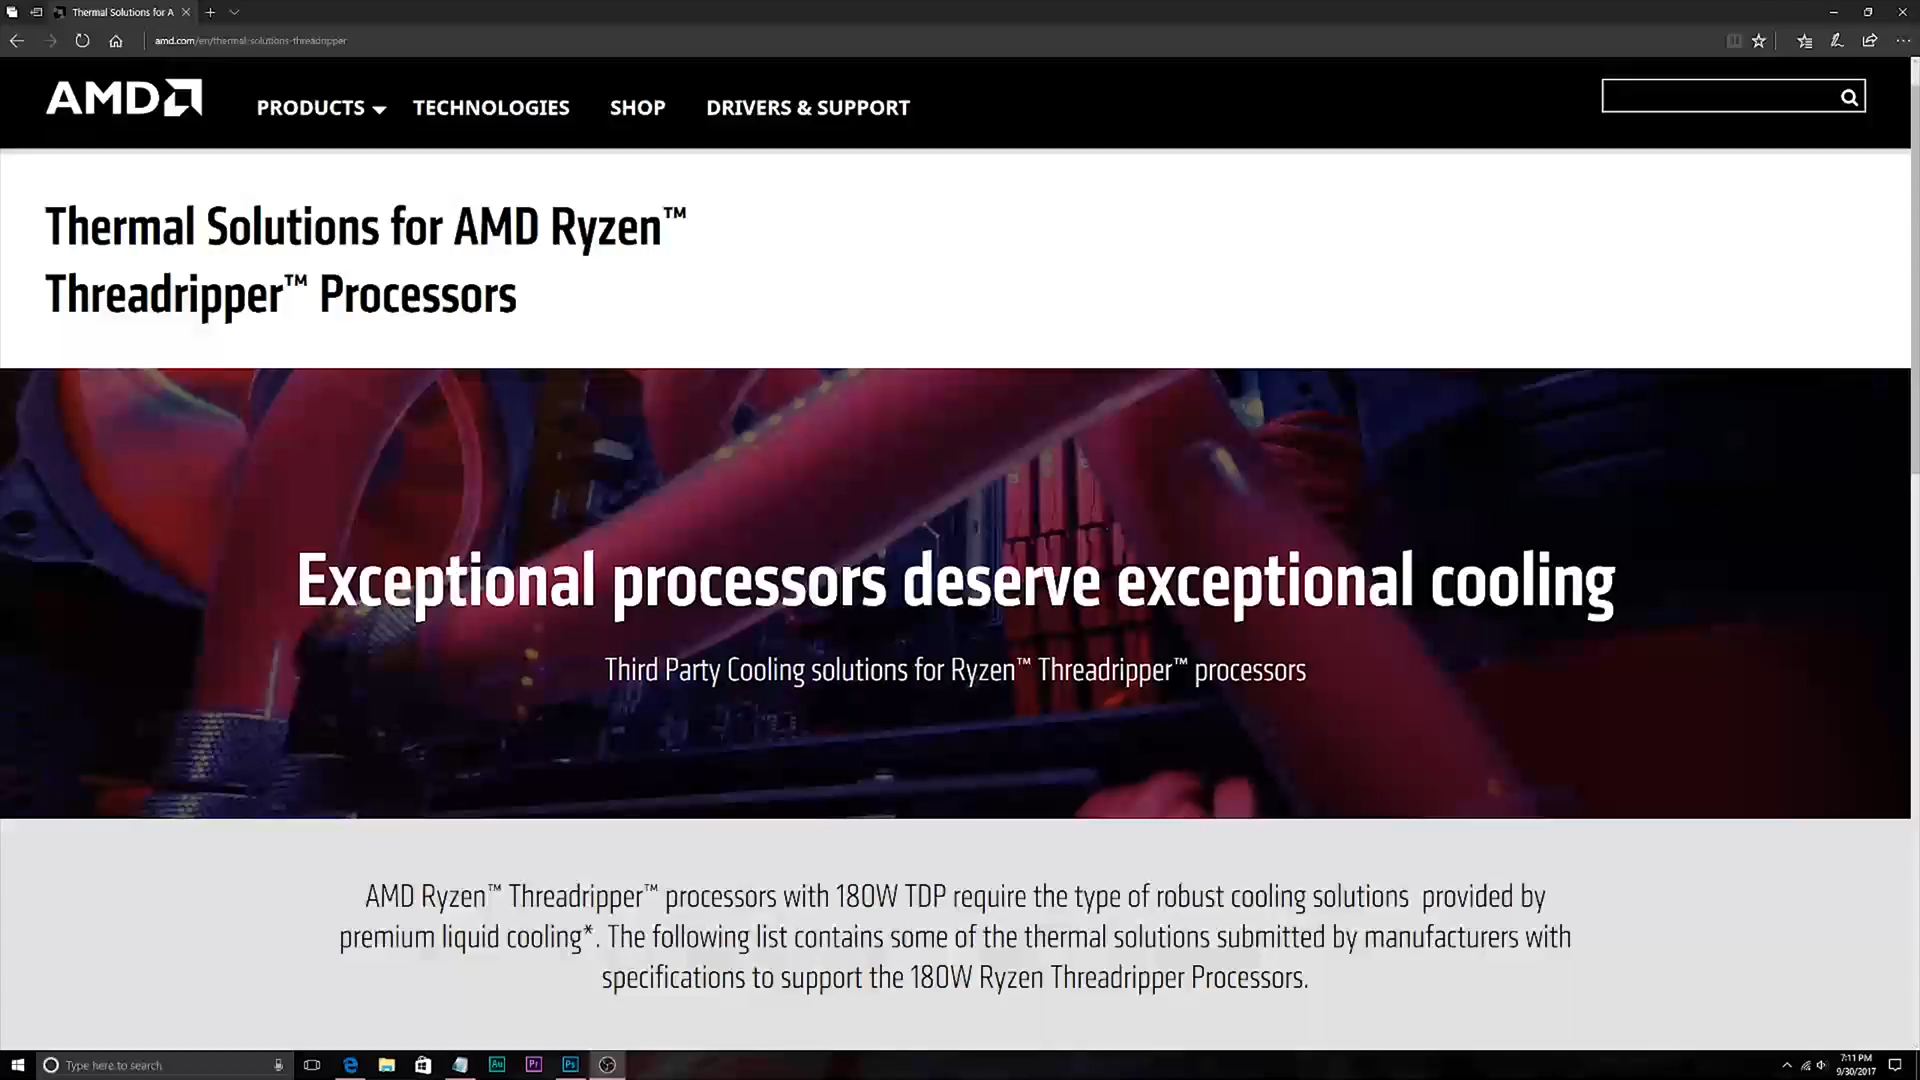 Thermal Solutions for A
amd.com/en/thermal-solutions-threadripper
AMD
PRODUCTS TECHNOLOGIES SHOP DRIVERS & SUPPORT
Thermal Solutions for AMD Ryzen™
Threadripper™ Processors
Exceptional processors deserve exceptional cooling
Third Party Cooling solutions for Ryzen™ Threadripper™ processors
AMD Ryzen™ Threadripper™ processors with 180W TDP require the type of robust cooling solutions provided by
premium liquid cooling*. The following list contains some of the thermal solutions submitted by manufacturers with
specifications to support the 180W Ryzen Threadripper Processors.
Type here to search
Au
Pr
Ps
7:11 PM
9/30/2017